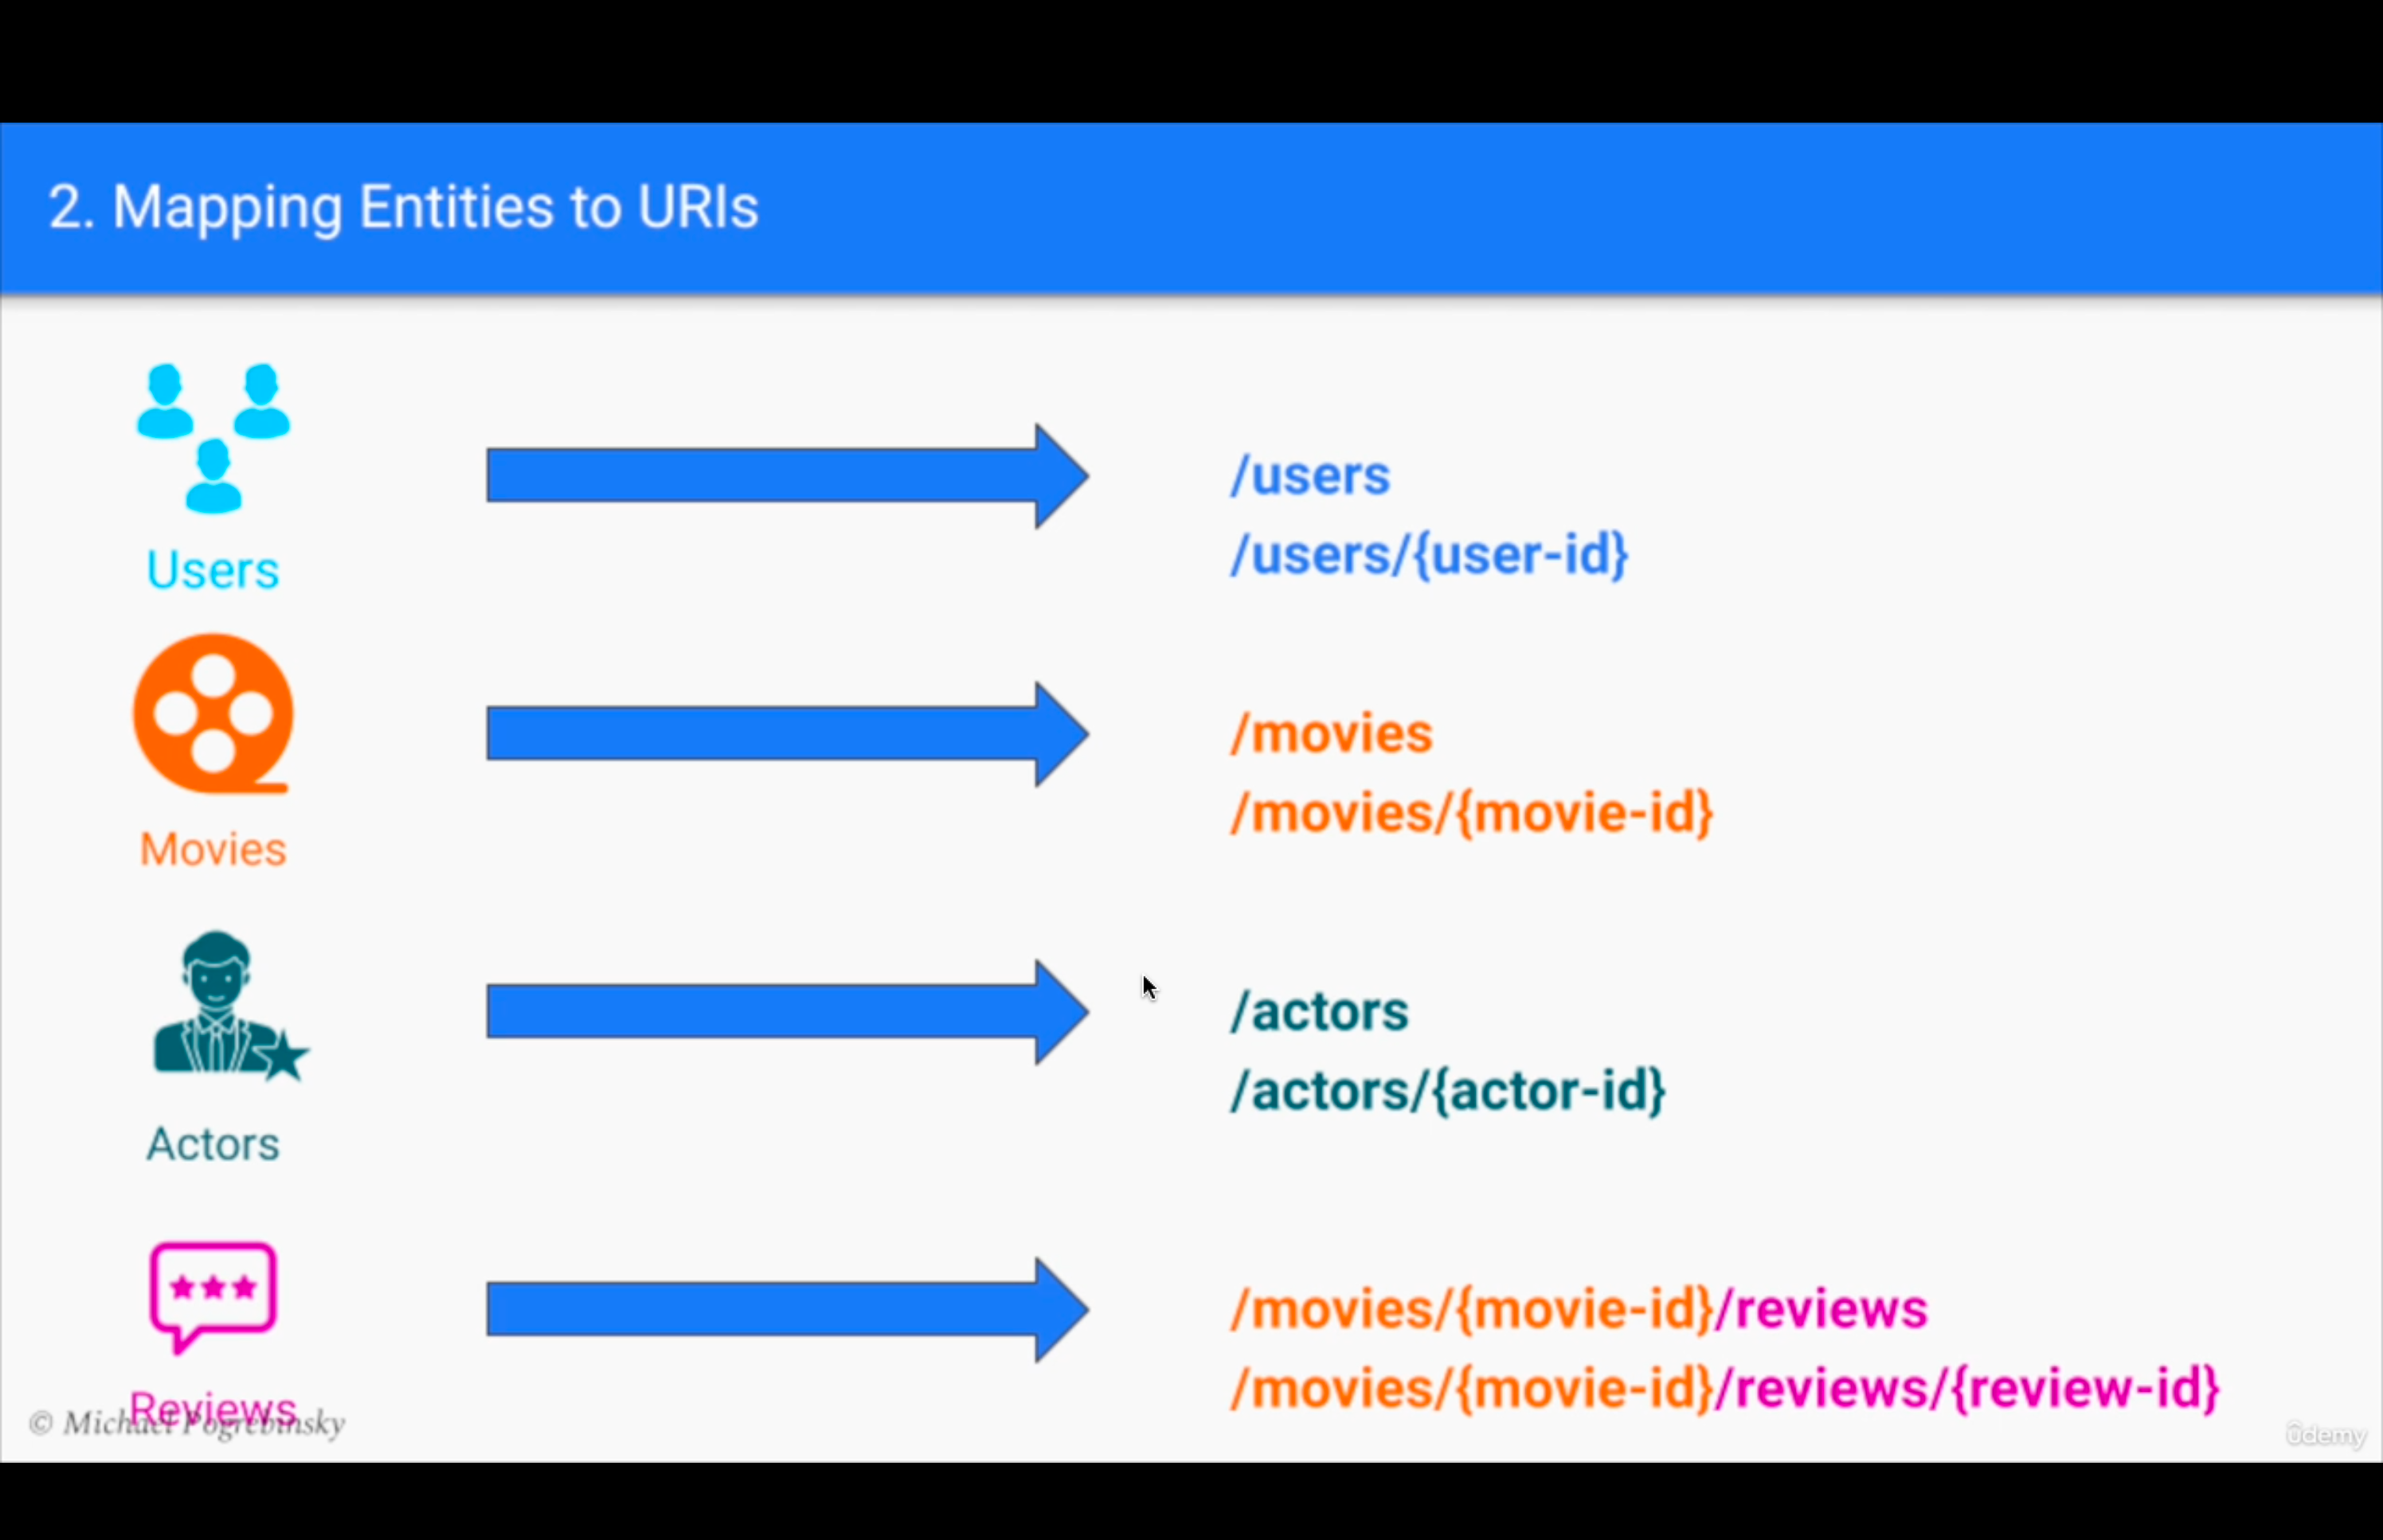 2. Mapping Entities to URIs
Users
/users
/users/{user-id}
Movies
/movies
/movies/{movie-id}
Actors
/actors
/actors/{actor-id}
Reviews
/movies/{movie-id}/reviews
/movies/{movie-id}/reviews/{review-id}
© Michael Pogrebinsky
ûdemy